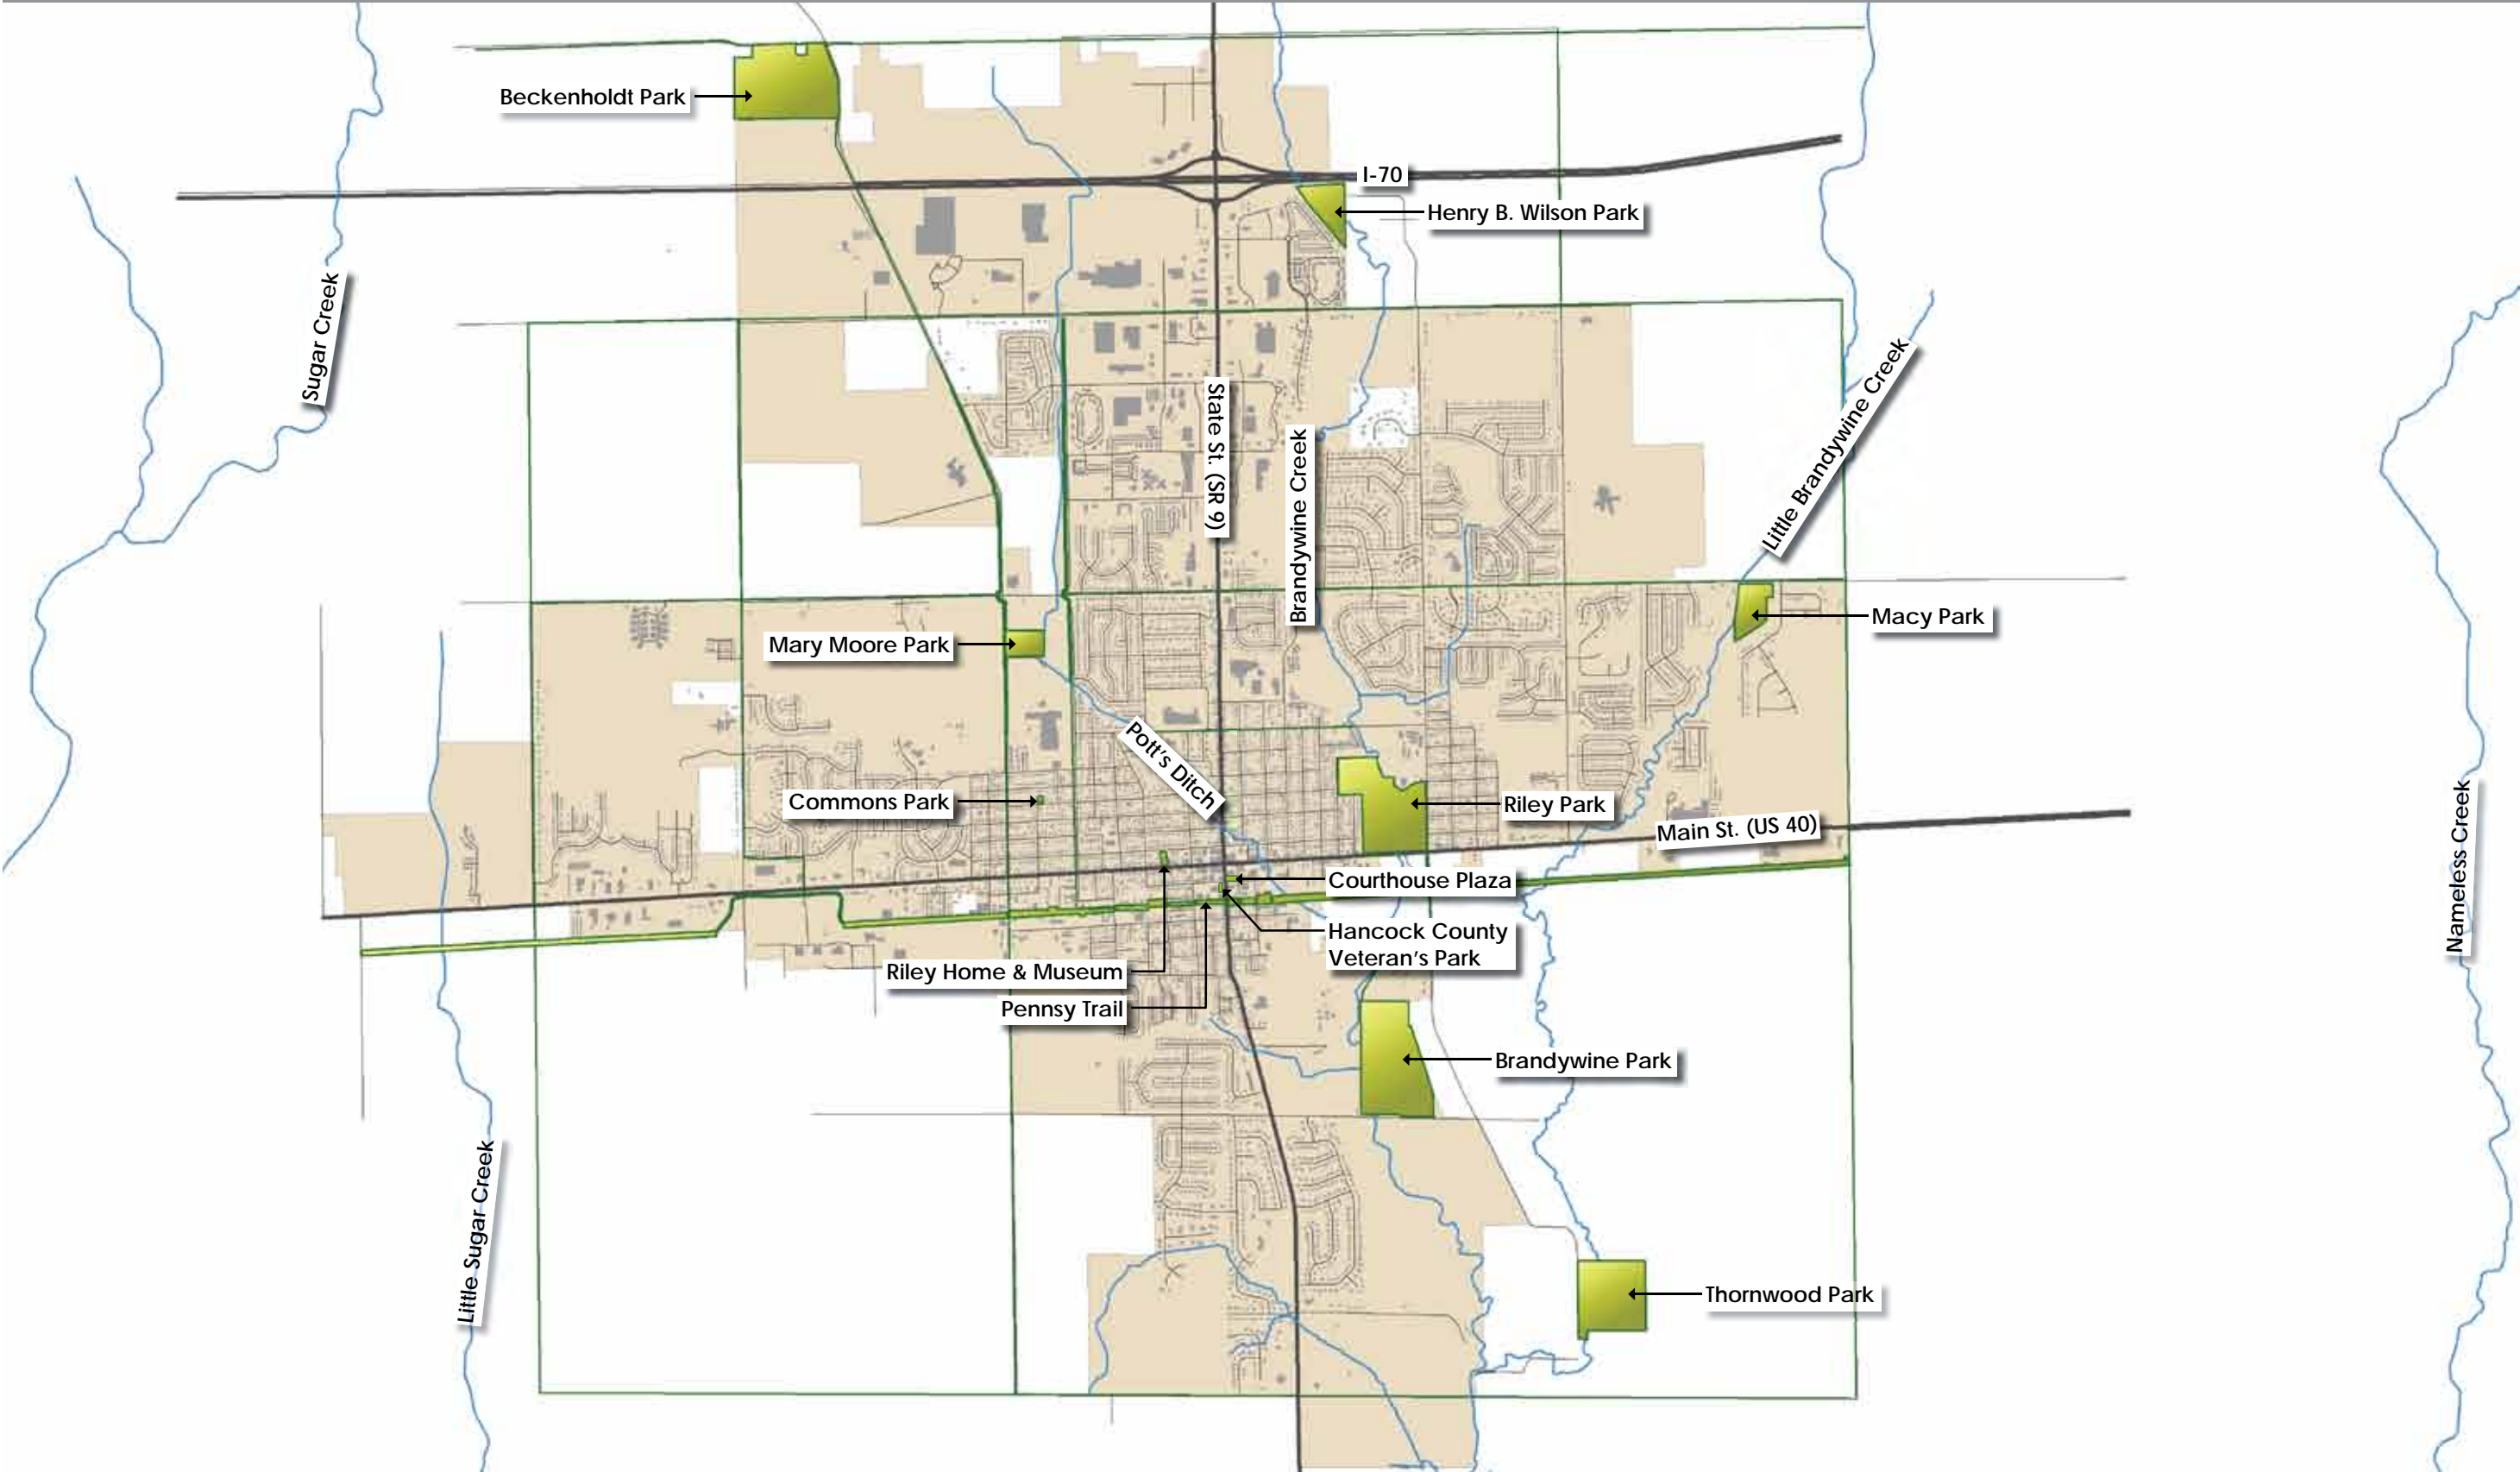 Beckenholdt Park
I-70
Henry B. Wilson Park
Sugar Creek
State St. (SR 9)
Brandywine Creek
Little Brandywine Creek
Macy Park
Mary Moore Park
Pott's Ditch
Commons Park
Riley Park
Main St. (US 40)
Nameless Creek
Courthouse Plaza
Hancock County
Veteran's Park
Riley Home & Museum
Pennsy Trail
Brandywine Park
Little Sugar Creek
Thornwood Park